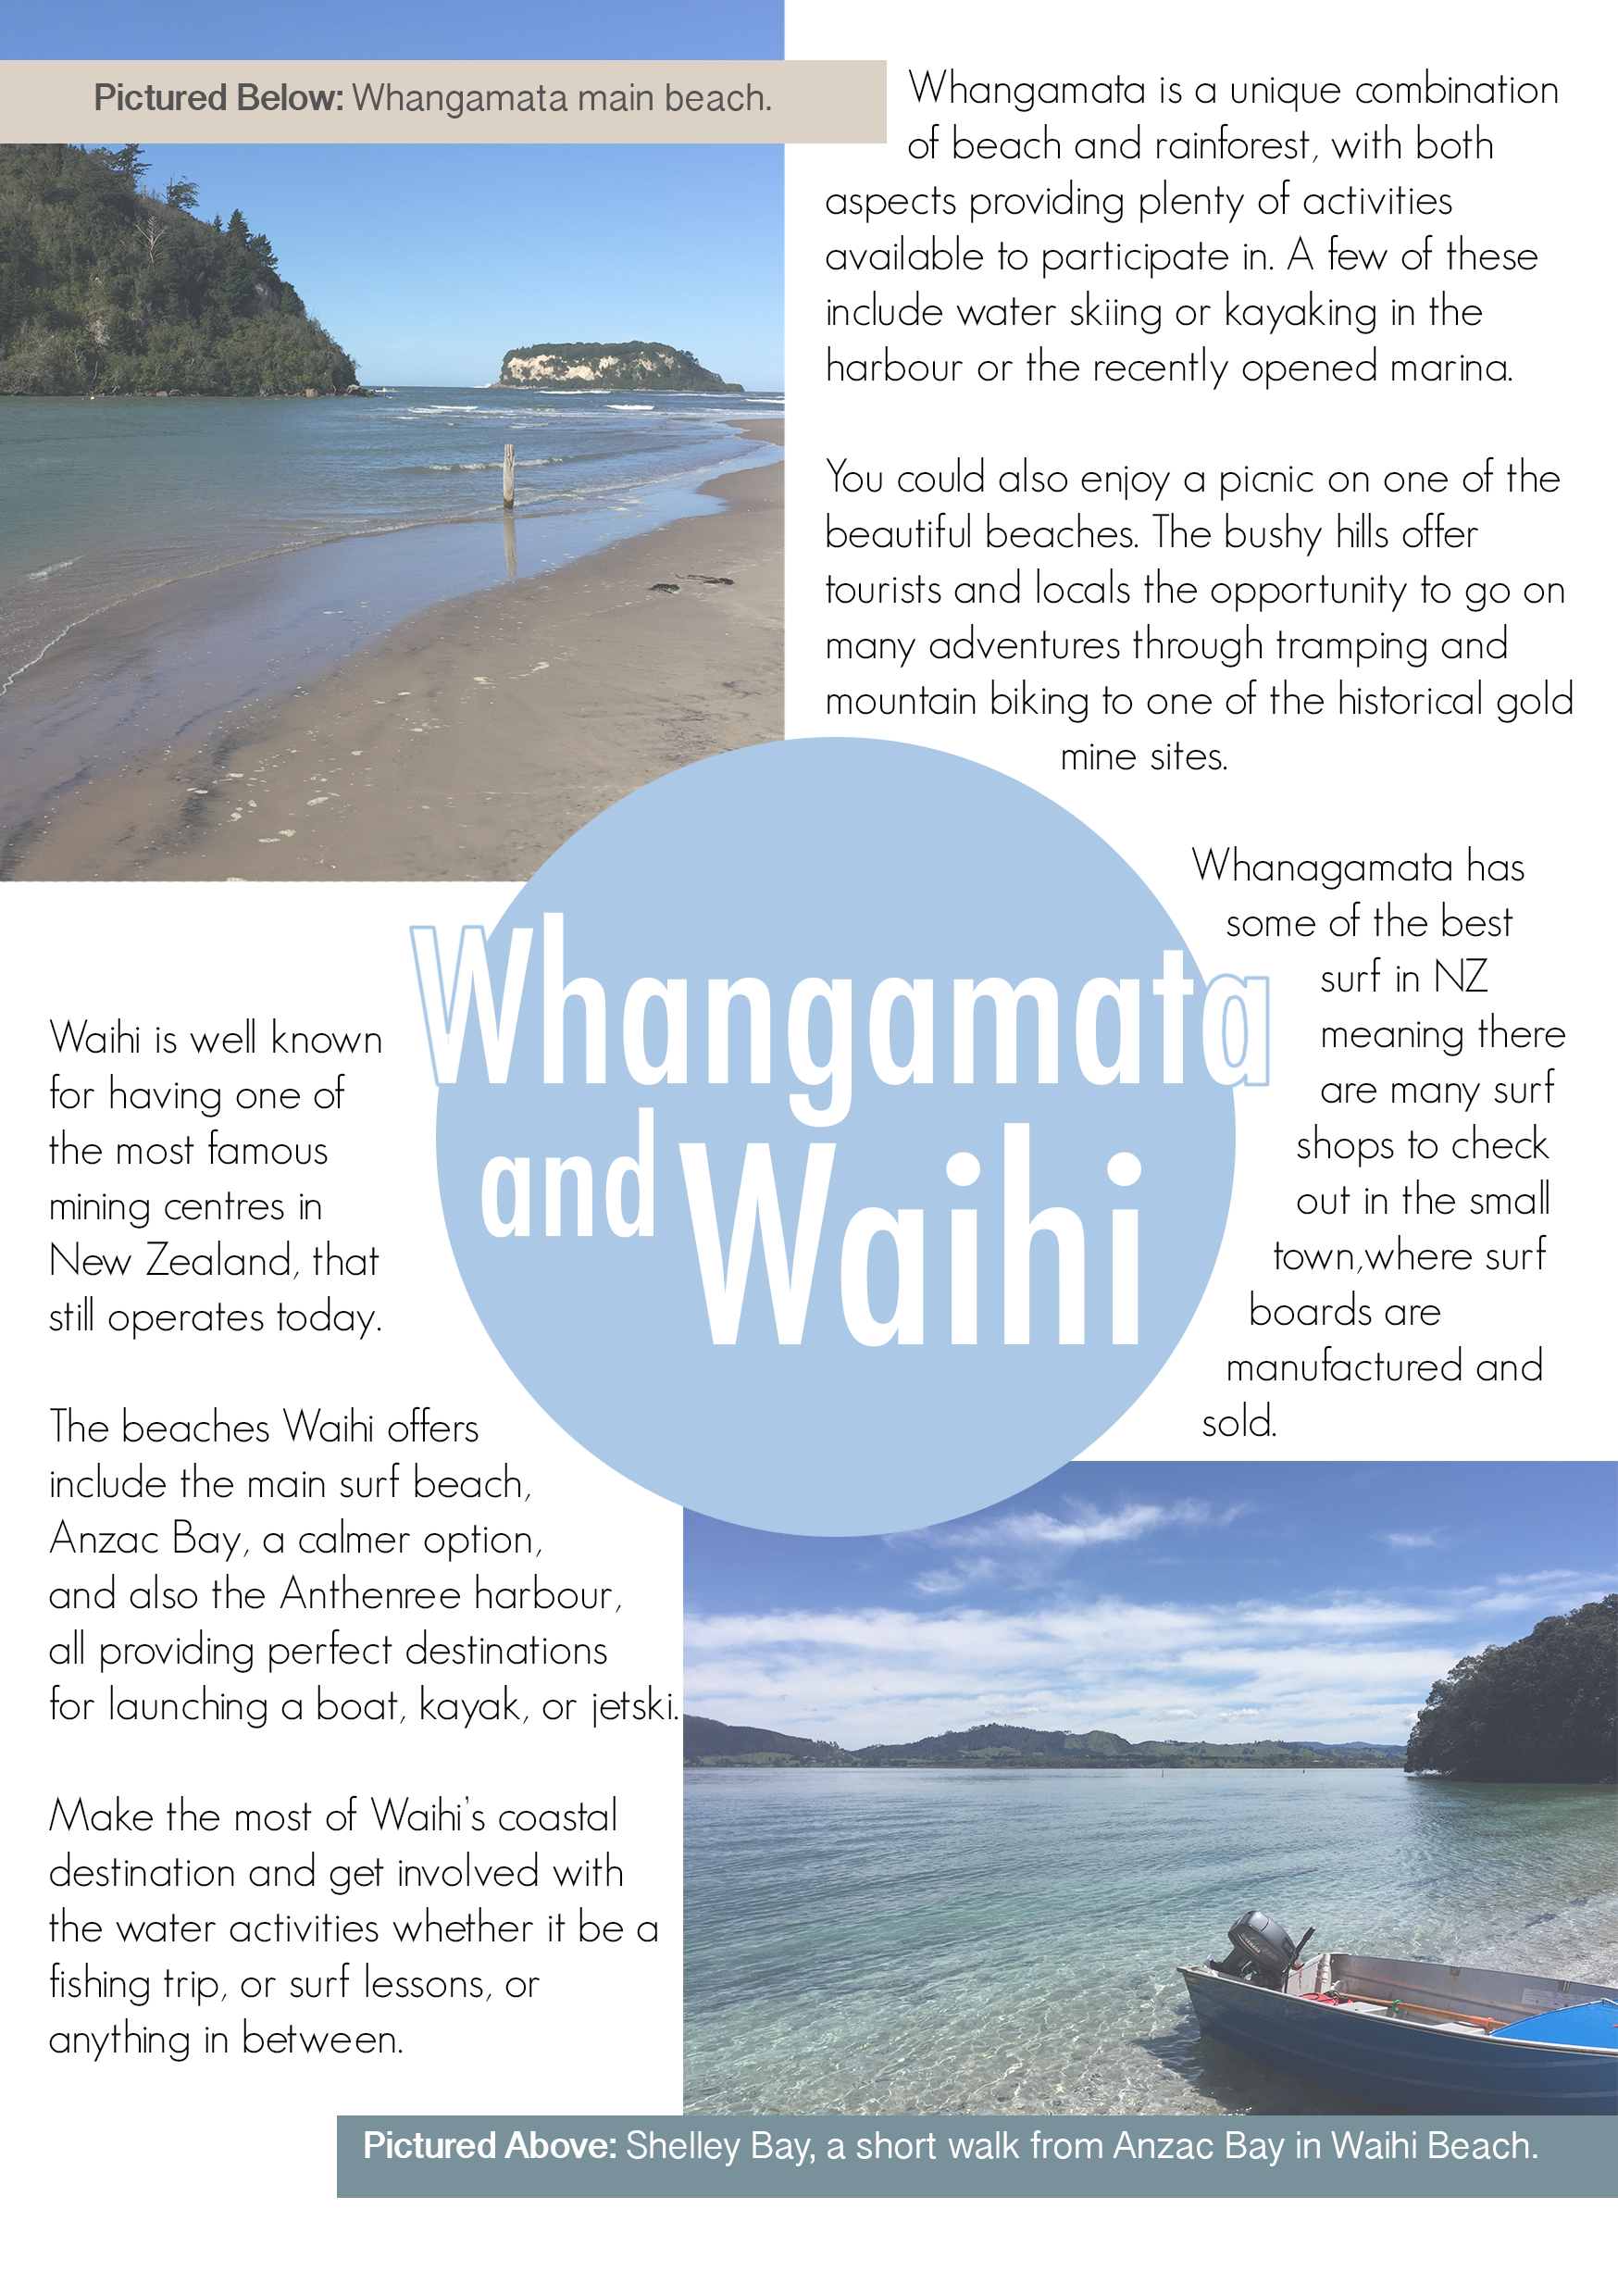 Pictured Below: Whangamata main beach.
Whangamata is a unique combination
of beach and rainforest, with both
aspects providing plenty of activities
available to participate in. A few of these
include water skiing or kayaking in the
harbour or the recently opened marina.
You could also enjoy a picnic on one of the
beautiful beaches. The bushy hills offer
tourists and locals the opportunity to go on
many adventures through tramping and
mountain biking to one of the historical gold
mine sites.
Whanagamata has
some of the best
surf in NZ
meaning there
are many surf
shops to check
out in the small
town,where surf
boards are
manufactured and
sold.
Whangamata
and Waihi
Waihi is well known
for having one of
the most famous
mining centres in
New Zealand, that
still operates today.
The beaches Waihi offers
include the main surf beach,
Anzac Bay, a calmer option,
and also the Anthenree harbour,
all providing perfect destinations
for launching a boat, kayak, or jetski.
Make the most of Waihi's coastal
destination and get involved with
the water activities whether it be a
fishing trip, or surf lessons, or
anything in between.
Pictured Above: Shelley Bay, a short walk from Anzac Bay in Waihi Beach.